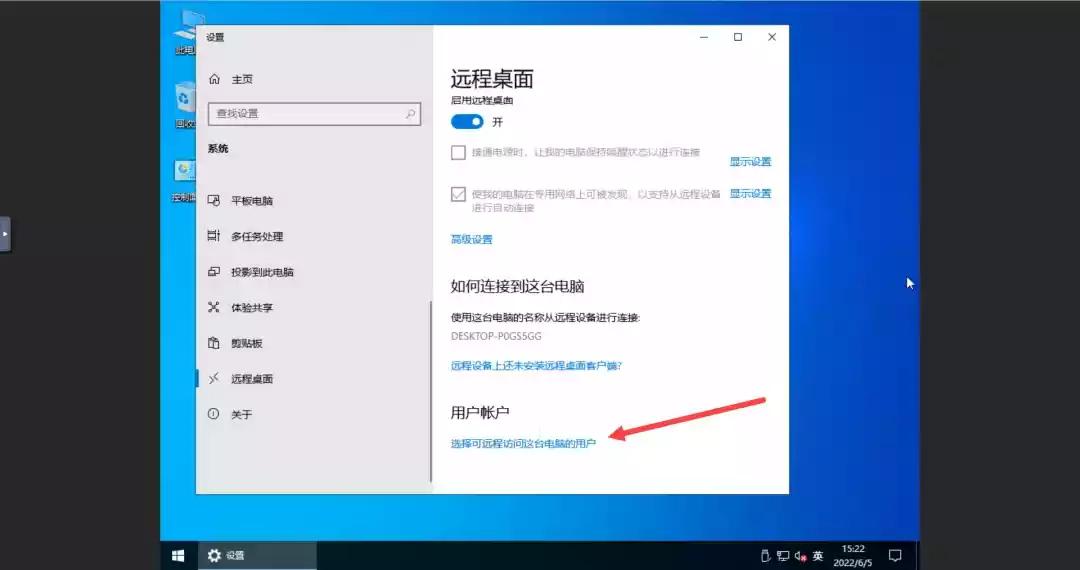 此电
回收
控制面
设置
主页
查找设置
系统
平板电脑
多任务处理
投影到此电脑
体验共享
剪贴板
远程桌面
关于
远程桌面
启用远程桌面
开
接通电源时，让我的电脑保持唤醒状态以进行连接
显示设置
使我的电脑在专用网络上可被发现，以支持从远程设备
进行自动连接
显示设置
高级设置
如何连接到这台电脑
使用这台电脑的名称从远程设备进行连接:
DESKTOP-P0GS5GG
远程设备上还未安装远程桌面客户端?
用户帐户
选择可远程访问这台电脑的用户
设置
英
15:22
2022/6/5